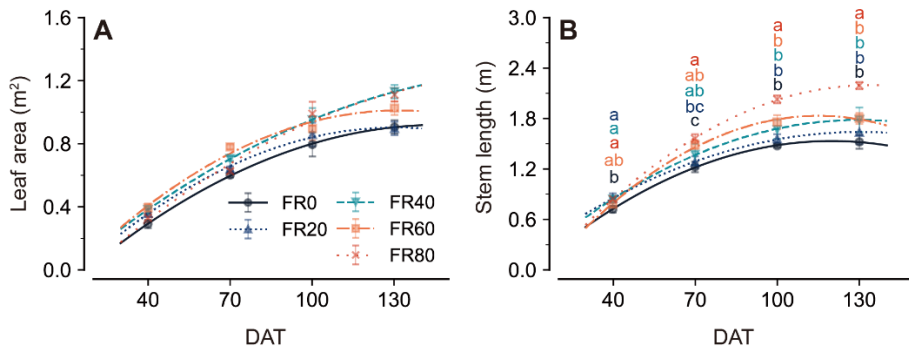 A
Leaf area (m²)
1.6
1.2
0.8
0.4
0.0
FR0
FR20
FR40
FR60
FR80
40
70
100
130
DAT
B
Stem length (m)
3.0
2.4
1.8
1.2
0.6
0.0
a
a
a
ab
b
a
ab
ab
bc
c
a
b
b
b
b
a
b
b
b
b
40
70
100
130
DAT